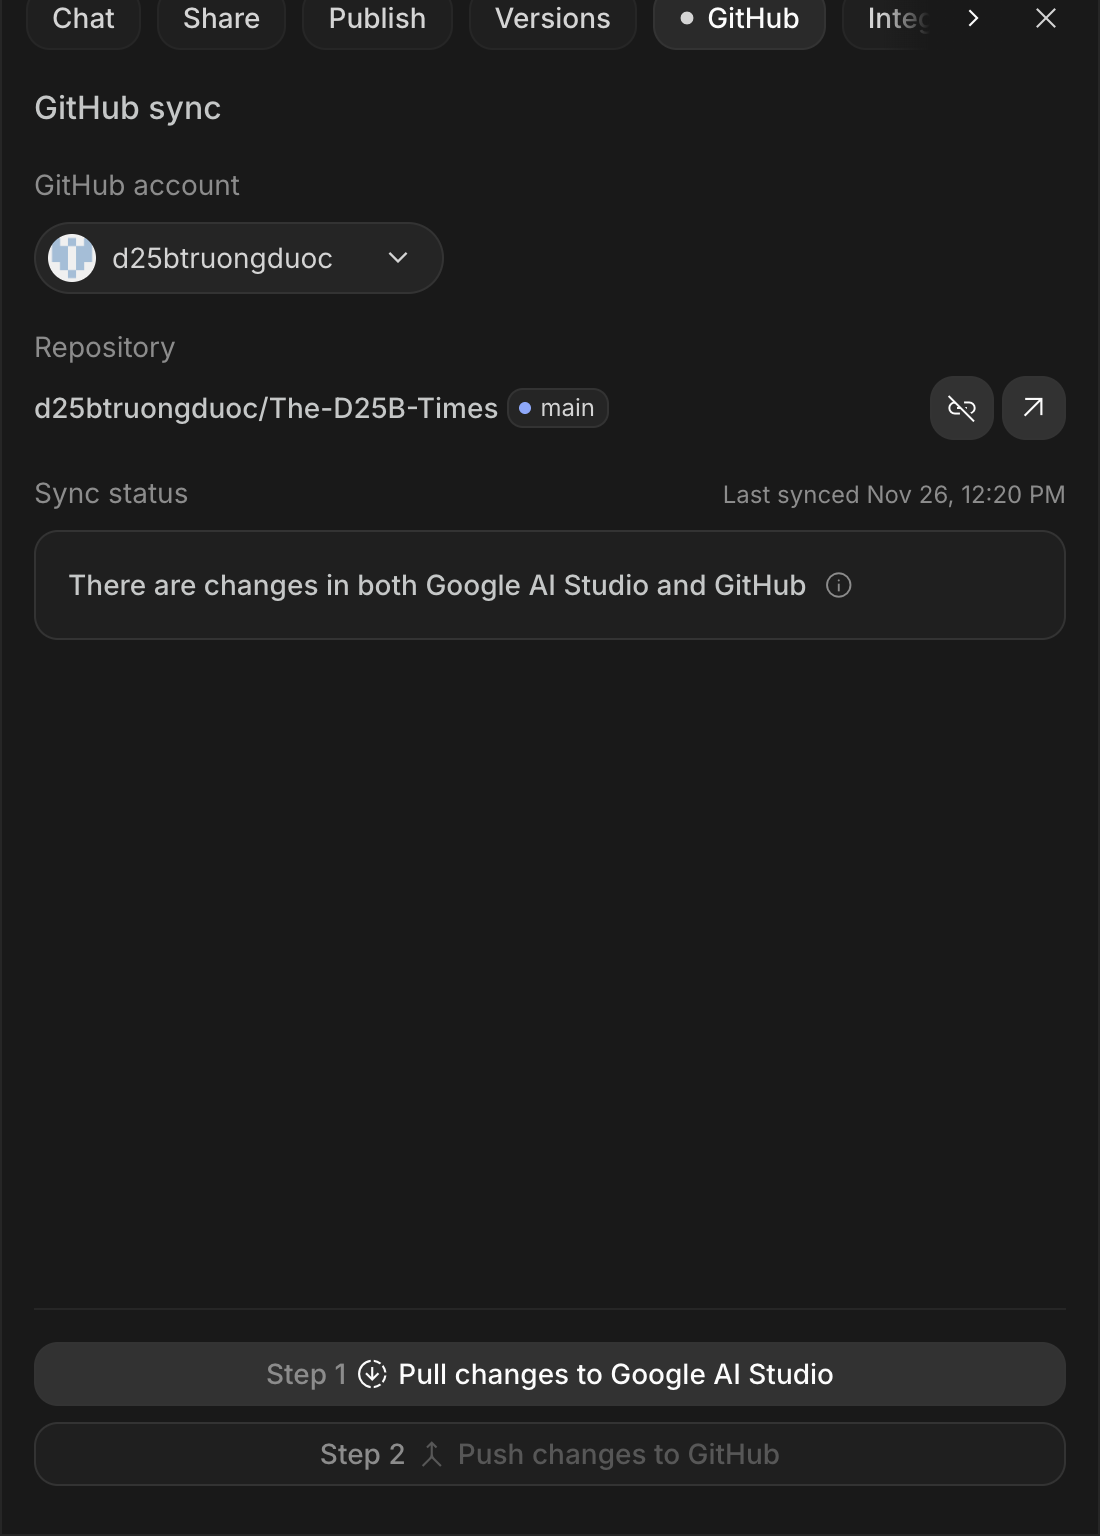 Chat Share Publish Versions GitHub
GitHub sync
GitHub account
d25btruongduoc
Repository
d25btruongduoc/The-D25B-Times main
Sync status Last synced Nov 26, 12:20 PM
There are changes in both Google AI Studio and GitHub
Step 1 Pull changes to Google AI Studio
Step 2 Push changes to GitHub